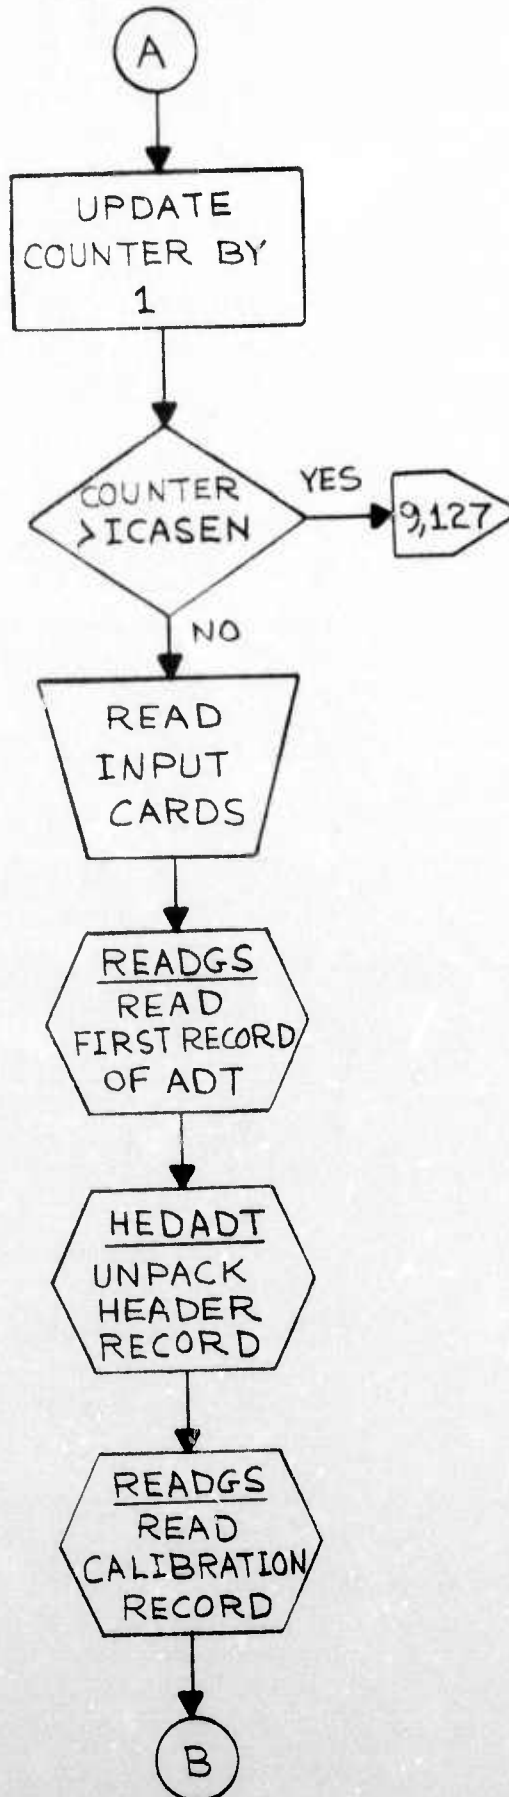 A
UPDATE
COUNTER BY
1
COUNTER
>ICASEN
YES
9,127
NO
READ
INPUT
CARDS
READGS
READ
FIRST RECORD
OF ADT
HEDADT
UNPACK
HEADER
RECORD
READGS
READ
CALIBRATION
RECORD
B